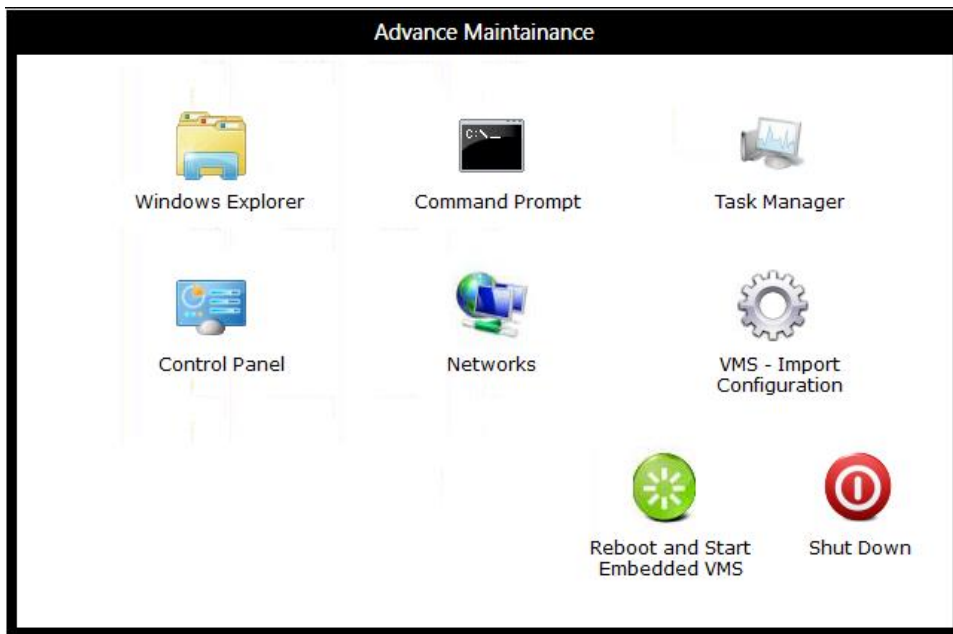 Advance Maintainance
C:\_
Windows Explorer
Command Prompt
Task Manager
Control Panel
Networks
VMS - Import
Configuration
Reboot and Start
Embedded VMS
Shut Down